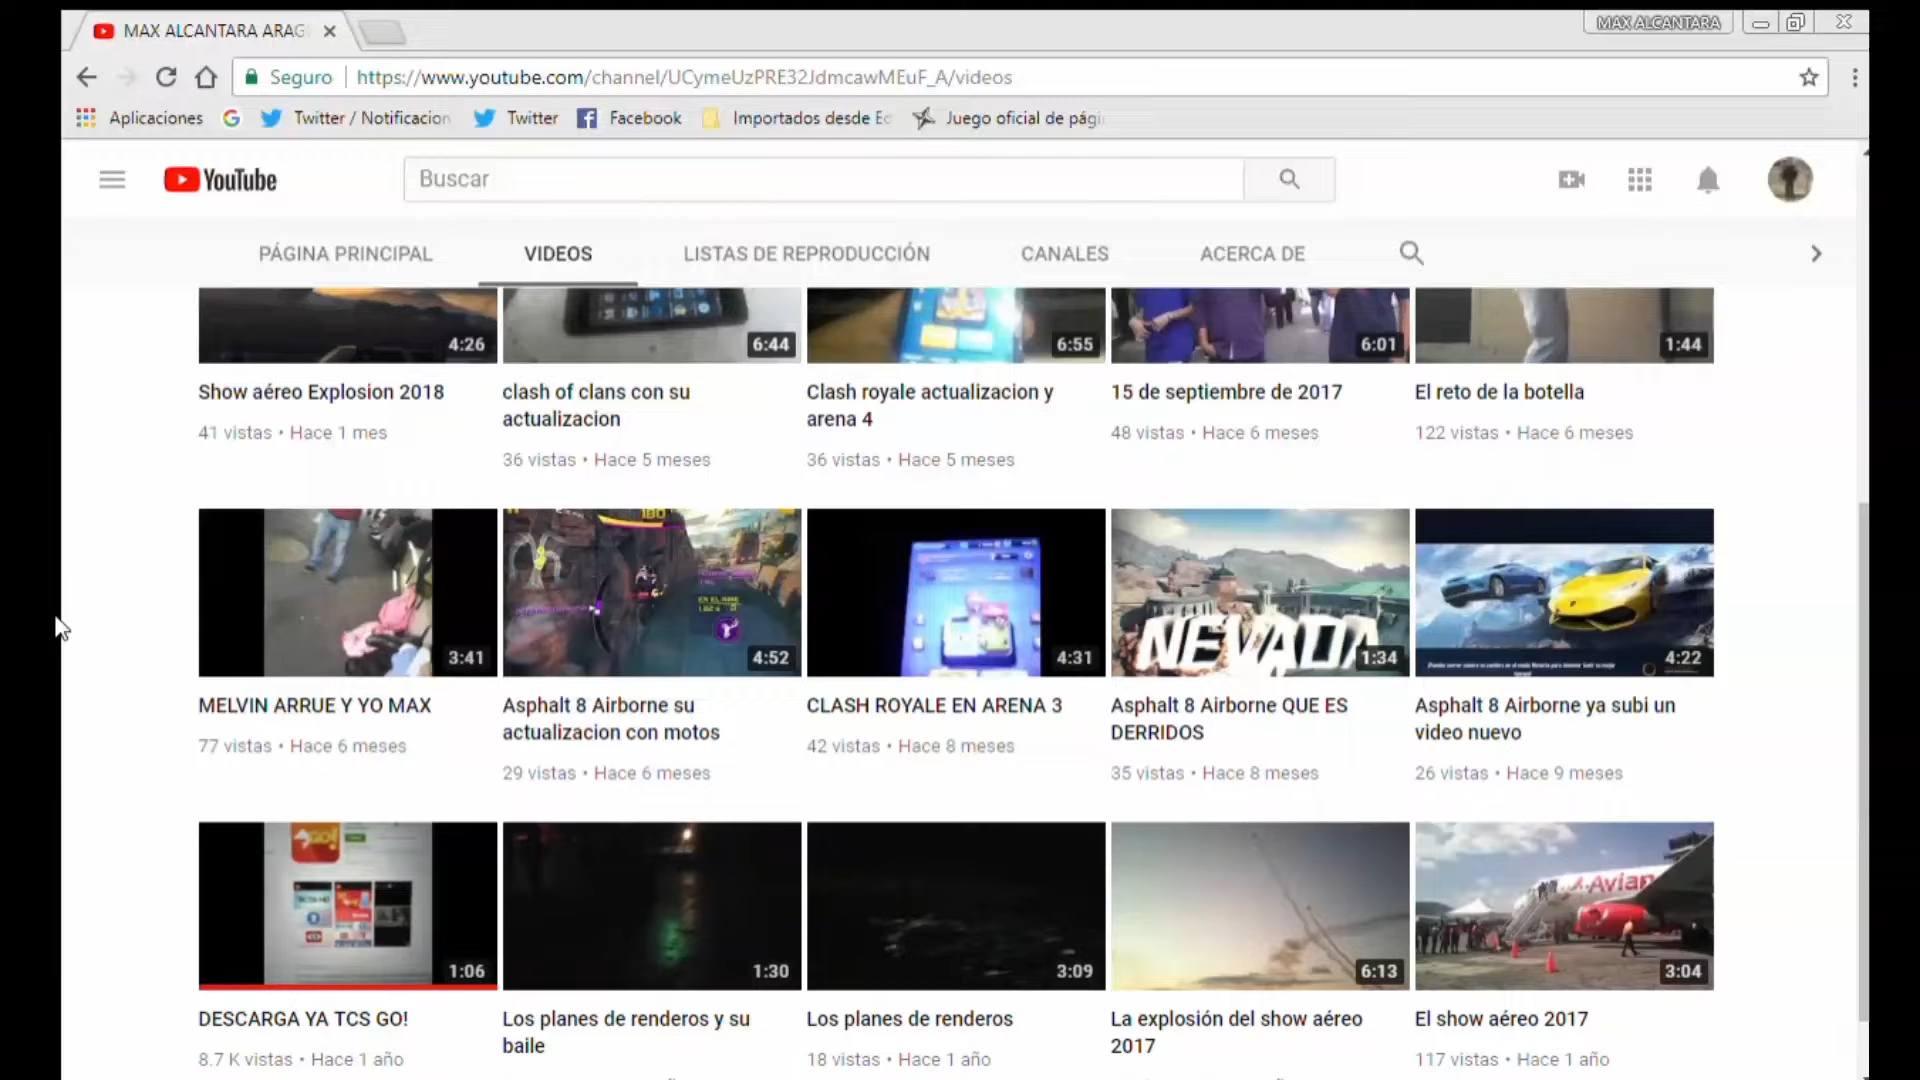 MAX ALCANTARA ARAG
MAX ALCANTARA
Seguro https://www.youtube.com/channel/UCymeUzPRE32JdmcawMEuF_A/videos
Aplicaciones Twitter / Notificacion Twitter Facebook Importados desde Ed Juego oficial de pági
YouTube Buscar
PÁGINA PRINCIPAL VIDEOS LISTAS DE REPRODUCCIÓN CANALES ACERCA DE
4:26 6:44 6:55 6:01 1:44
Show aéreo Explosion 2018
41 vistas • Hace 1 mes
clash of clans con su
actualizacion
36 vistas • Hace 5 meses
Clash royale actualizacion y
arena 4
36 vistas • Hace 5 meses
15 de septiembre de 2017
48 vistas • Hace 6 meses
El reto de la botella
122 vistas • Hace 6 meses
NEVADA
3:41 4:52 4:31 1:34 4:22
MELVIN ARRUE Y YO MAX
77 vistas • Hace 6 meses
Asphalt 8 Airborne su
actualizacion con motos
29 vistas • Hace 6 meses
CLASH ROYALE EN ARENA 3
42 vistas • Hace 8 meses
Asphalt 8 Airborne QUE ES
DERRIDOS
35 vistas • Hace 8 meses
Asphalt 8 Airborne ya subi un
video nuevo
26 vistas • Hace 9 meses
GO!
Avian
1:06 1:30 3:09 6:13 3:04
DESCARGA YA TCS GO!
8.7 K vistas • Hace 1 año
Los planes de renderos y su
baile
Los planes de renderos
18 vistas • Hace 1 año
La explosión del show aéreo
2017
El show aéreo 2017
117 vistas • Hace 1 año